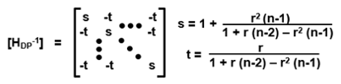 [H_DP⁻¹] = [ s -t ••• -t
-t s ••• -t
⋮ ⋱
-t -t s ]
s = 1 + r² (n-1) / 1 + r (n-2) – r² (n-1)
t = r / 1 + r (n-2) – r² (n-1)